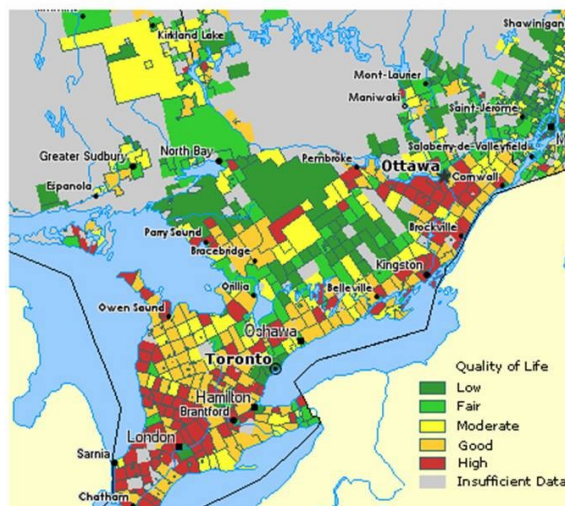 Shawinigan
Kirkland Lake
Mont-Laurier
Maniwaki
Saint-Jerome
Greater Sudbury
North Bay
Salaberry-de-Valleyfield
Pembroke
Ottawa
Cornwall
Espanola
Parry Sound
Bracebridge
Brockville
Kingston
Orillia
Belleville
Owen Sound
Oshawa
Toronto
Hamilton
Brantford
London
Sarnia
Chatham
Quality of Life
Low
Fair
Moderate
Good
High
Insufficient Data